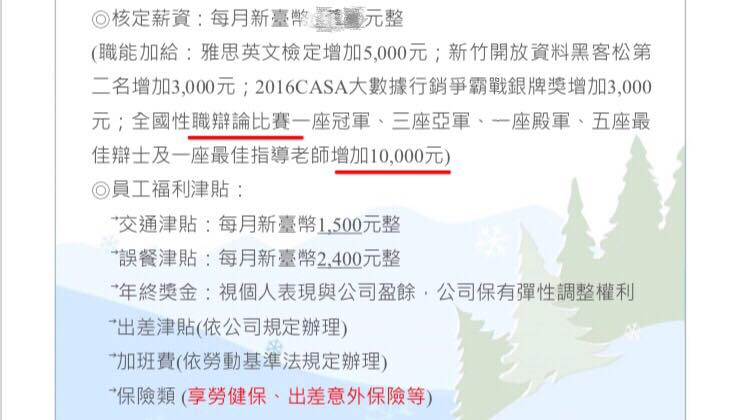 ◎核定薪資：每月新臺幣 元整
(職能加給：雅思英文檢定增加5,000元；新竹開放資料黑客松第
二名增加3,000元；2016CASA大數據行銷爭霸戰銀牌獎增加3,000
元；全國性職辯論比賽一座冠軍、三座亞軍、一座殿軍、五座最
佳辯士及一座最佳指導老師增加10,000元)
◎員工福利津貼：
交通津貼：每月新臺幣1,500元整
誤餐津貼：每月新臺幣2,400元整
年終獎金：視個人表現與公司盈餘，公司保有彈性調整權利
出差津貼(依公司規定辦理)
加班費(依勞動基準法規定辦理)
保險類 (享勞健保、出差意外保險等)